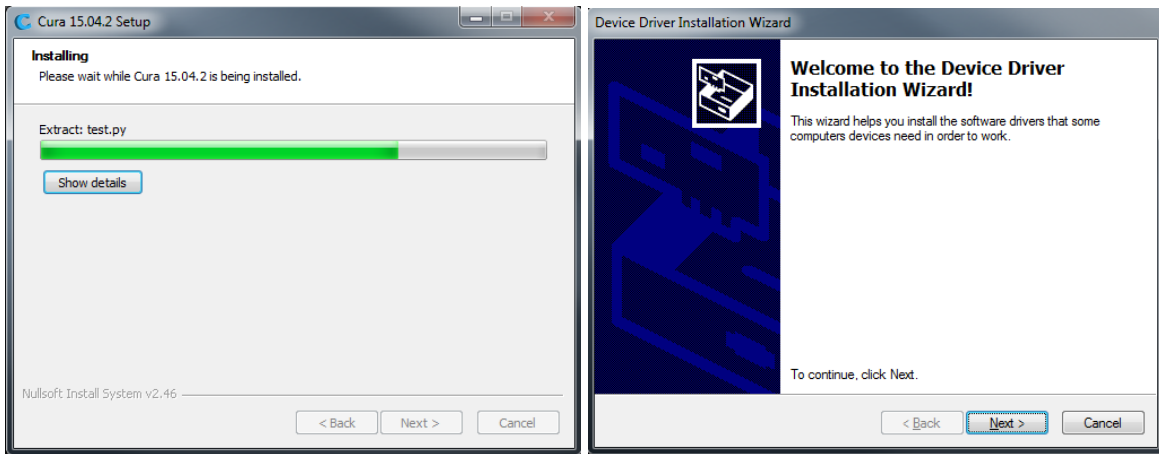 Cura 15.04.2 Setup
Installing
Please wait while Cura 15.04.2 is being installed.
Extract: test.py
Show details
Nullsoft Install System v2.46
< Back
Next >
Cancel
Device Driver Installation Wizard
Welcome to the Device Driver
Installation Wizard!
This wizard helps you install the software drivers that some
computers devices need in order to work.
To continue, click Next.
< Back
Next >
Cancel